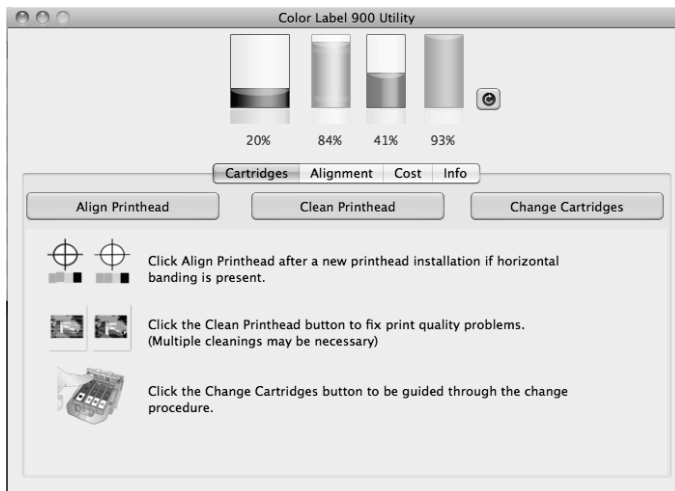 Color Label 900 Utility
20% 84% 41% 93%
Cartridges Alignment Cost Info
Align Printhead Clean Printhead Change Cartridges
Click Align Printhead after a new printhead installation if horizontal
banding is present.
Click the Clean Printhead button to fix print quality problems.
(Multiple cleanings may be necessary)
Click the Change Cartridges button to be guided through the change
procedure.